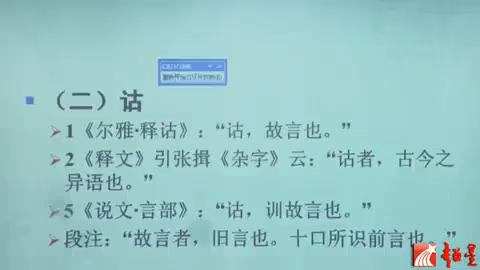 （二）诂
1《尔雅·释诂》：“诂，故言也。”
2《释文》引张揖《杂字》云：“诂者，古今之
异语也。”
5《说文·言部》：“诂，训故言也。”
段注：“故言者，旧言也。十口所识前言也。”
超星